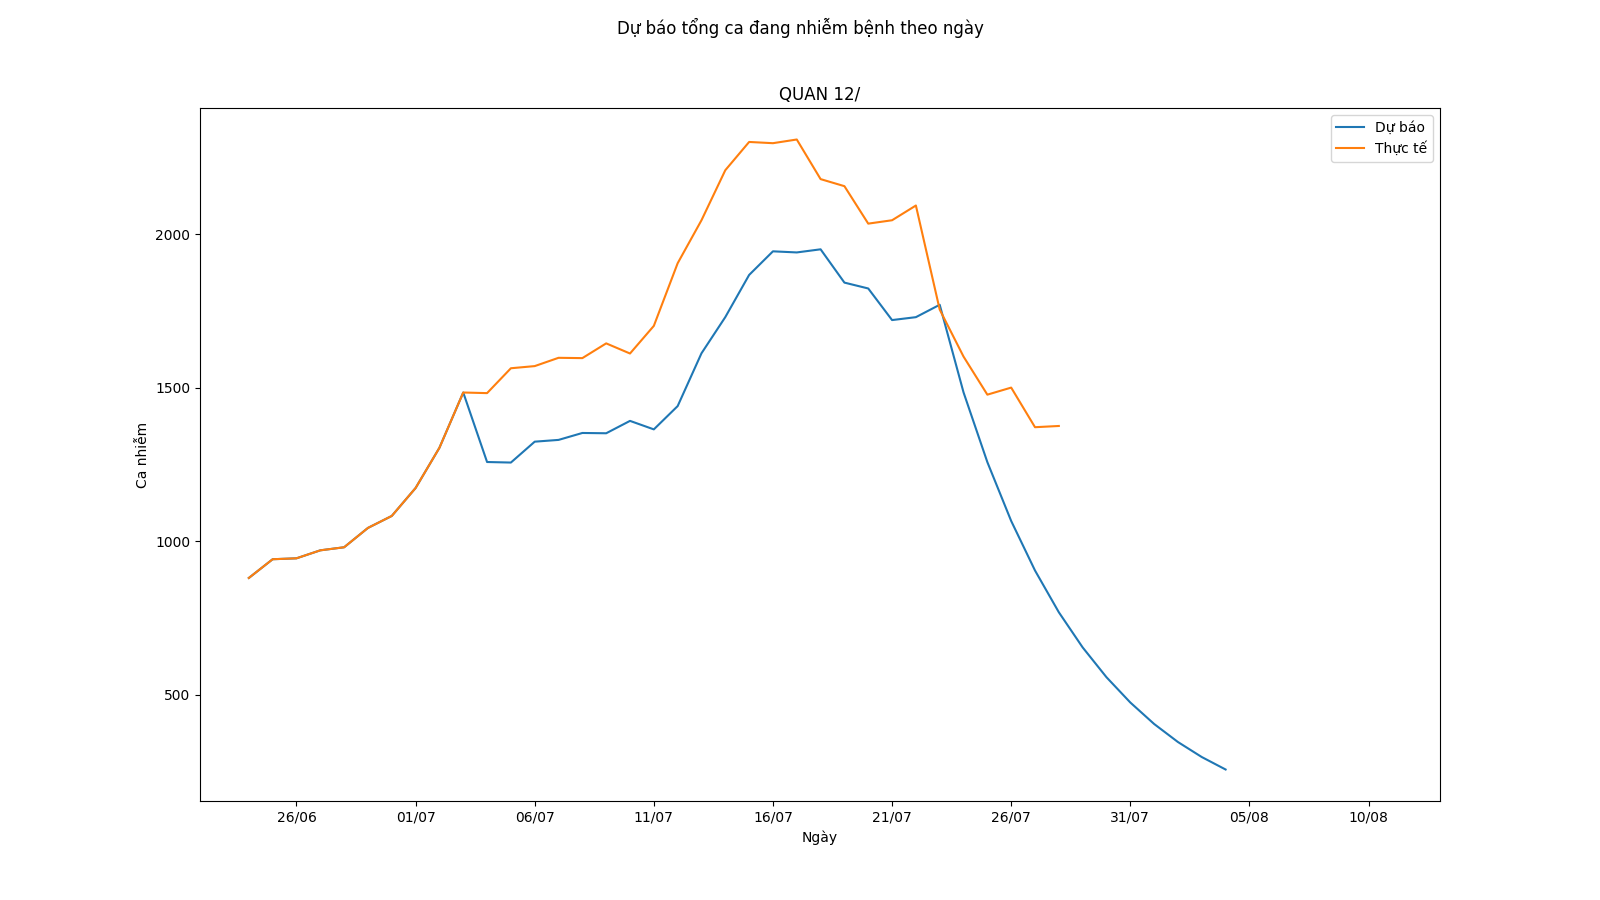 Dự báo tổng ca đang nhiễm bệnh theo ngày
QUAN 12/
Dự báo
Thực tế
2000
1500
1000
500
Ca nhiễm
26/06 01/07 06/07 11/07 16/07 21/07 26/07 31/07 05/08 10/08
Ngày